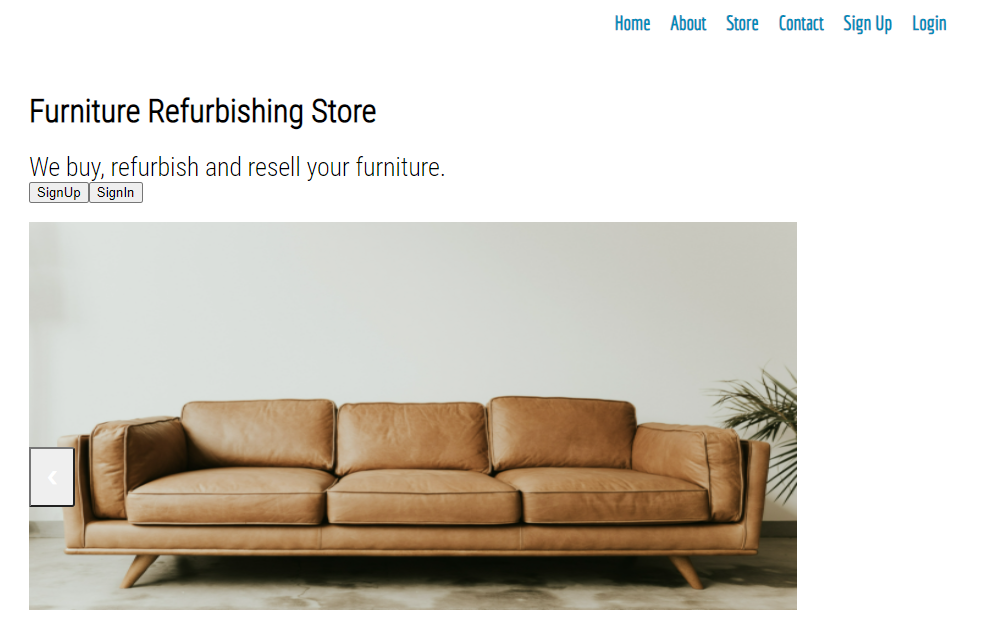 Home About Store Contact Sign Up Login
Furniture Refurbishing Store
We buy, refurbish and resell your furniture.
SignUp SignIn
‹